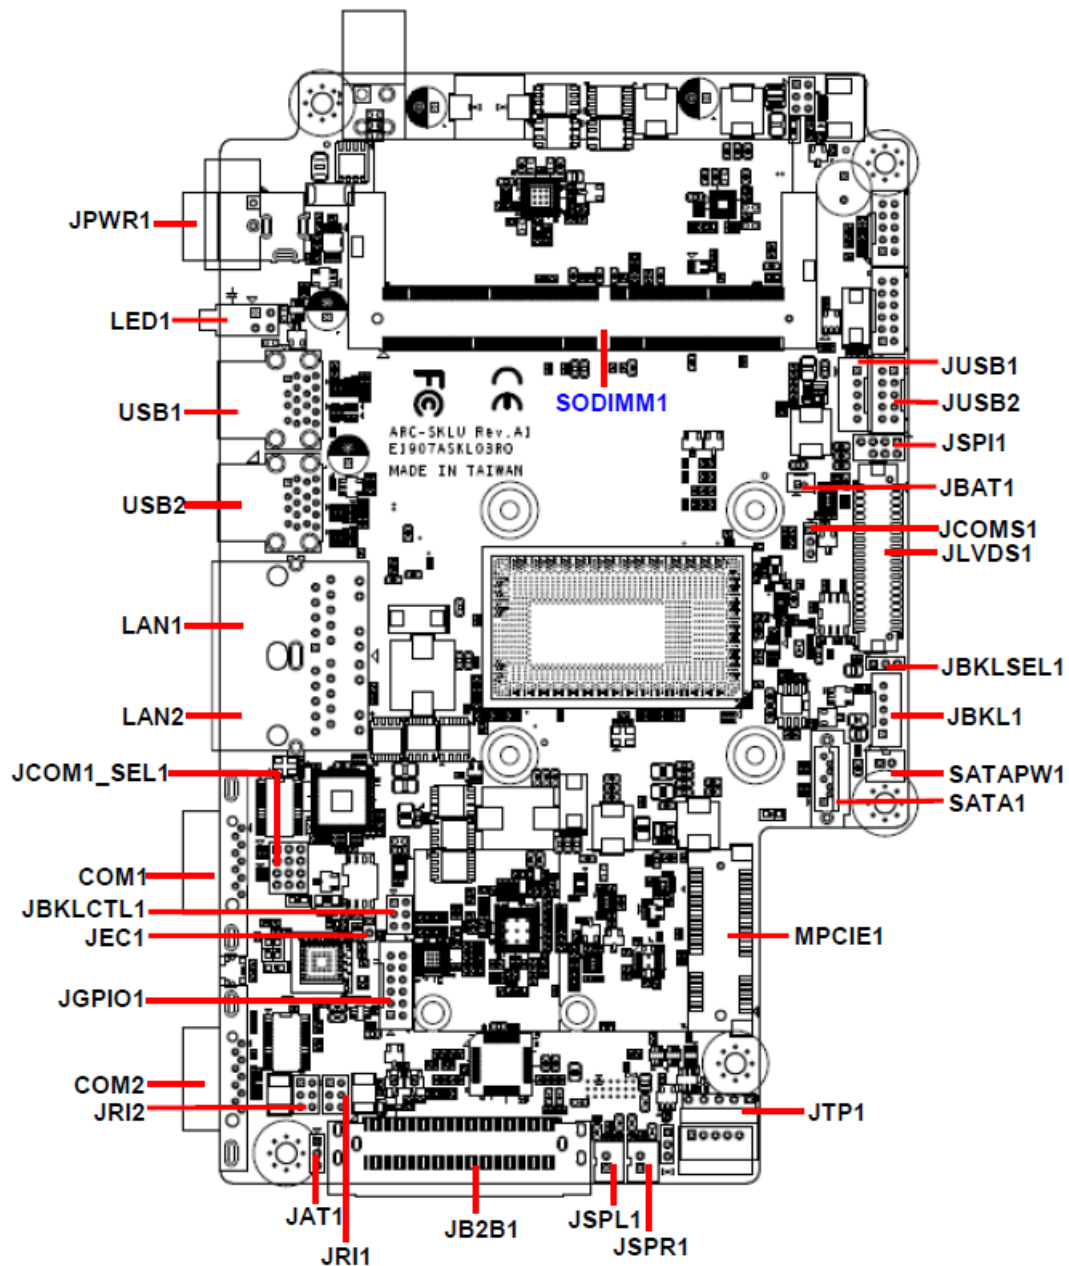 JPWR1
LED1
SODIMM1
JUSB1
USB1
JUSB2
FC
CE
ARC-SKLU Rev.A1
E1907ASKL03R0
MADE IN TAIWAN
JSPI1
JBAT1
USB2
JCOMS1
JLVDS1
LAN1
JBKLSEL1
LAN2
JBKL1
JCOM1_SEL1
SATAPW1
SATA1
COM1
JBKLCTL1
JEC1
MPCIE1
JGPIO1
COM2
JRI2
JTP1
JAT1
JRI1
JB2B1
JSPL1
JSPR1